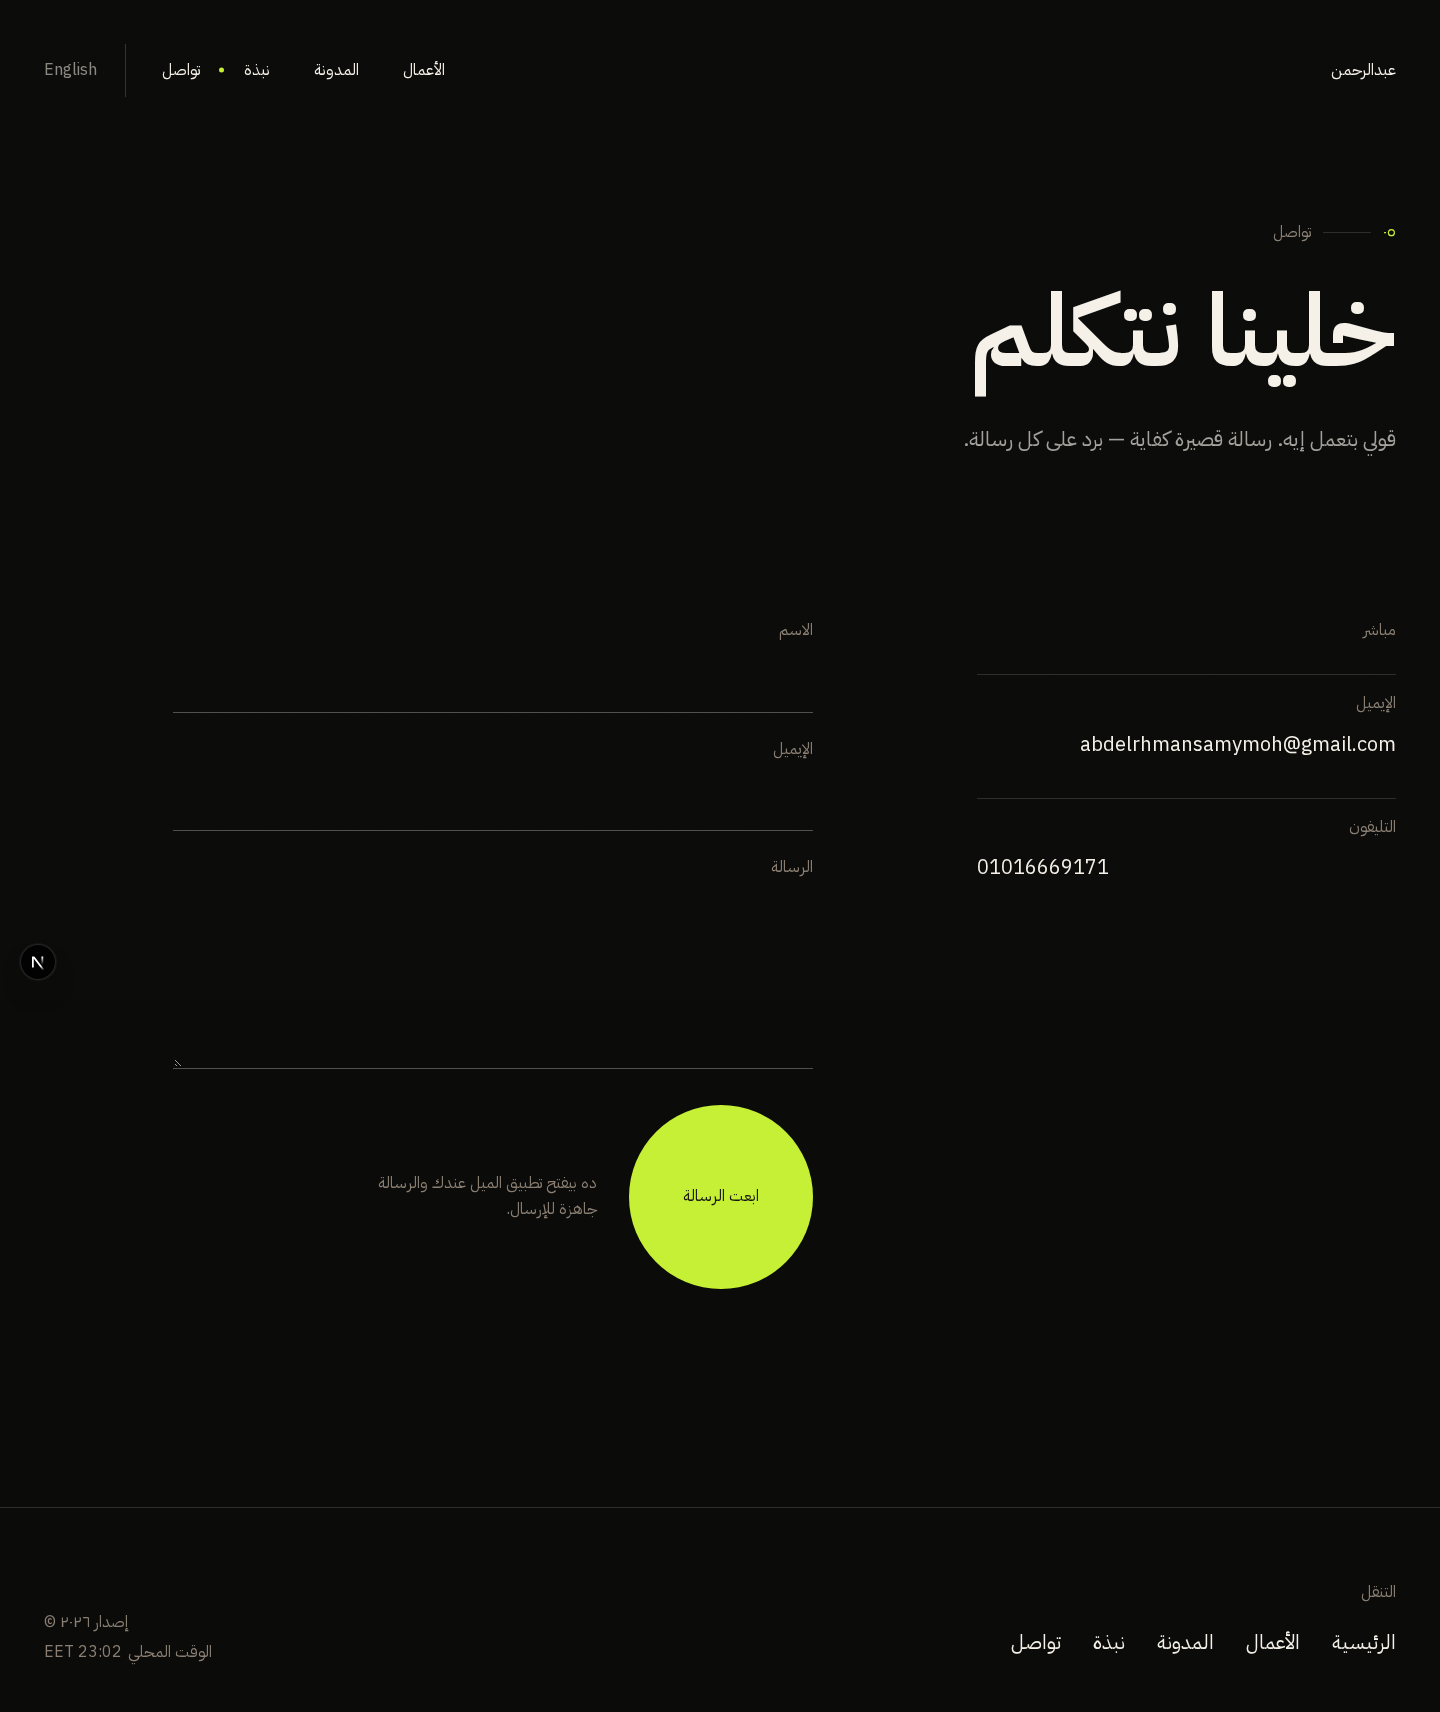 عبدالرحمن
الأعمال
المدونة
نبذة
تواصل
English
٠٥
تواصل
خلينا نتكلم
قولي بتعمل إيه. رسالة قصيرة كفاية — برد على كل رسالة.
مباشر
الإيميل
abdelrhmansamymoh@gmail.com
التليفون
01016669171
الاسم
الإيميل
الرسالة
ابعت الرسالة
ده بيفتح تطبيق الميل عندك والرسالة
جاهزة للإرسال.
التنقل
الرئيسية
الأعمال
المدونة
نبذة
تواصل
إصدار ٢٠٢٦ ©
الوقت المحلي 23:02 EET
N